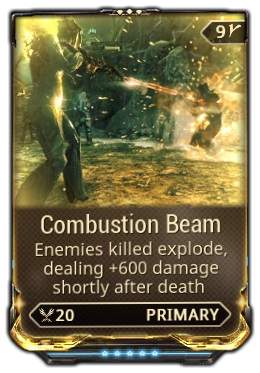 9
Combustion Beam
Enemies killed explode,
dealing +600 damage
shortly after death
20 PRIMARY